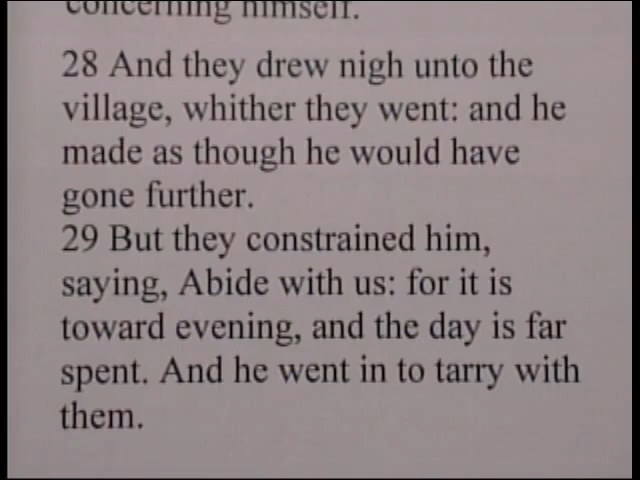 concerning himself.
28 And they drew nigh unto the
village, whither they went: and he
made as though he would have
gone further.
29 But they constrained him,
saying, Abide with us: for it is
toward evening, and the day is far
spent. And he went in to tarry with
them.